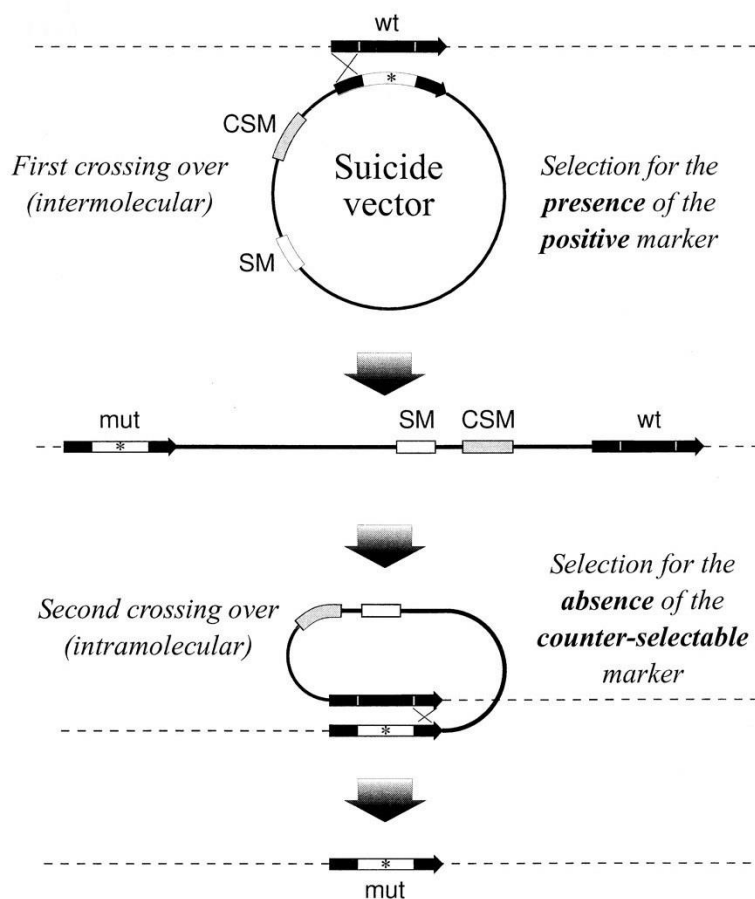 wt
*
CSM
First crossing over
(intermolecular)
Suicide
vector
Selection for the
presence of the
positive marker
SM
mut
SM
CSM
wt
*
Selection for the
absence of the
counter-selectable
marker
Second crossing over
(intramolecular)
*
*
mut